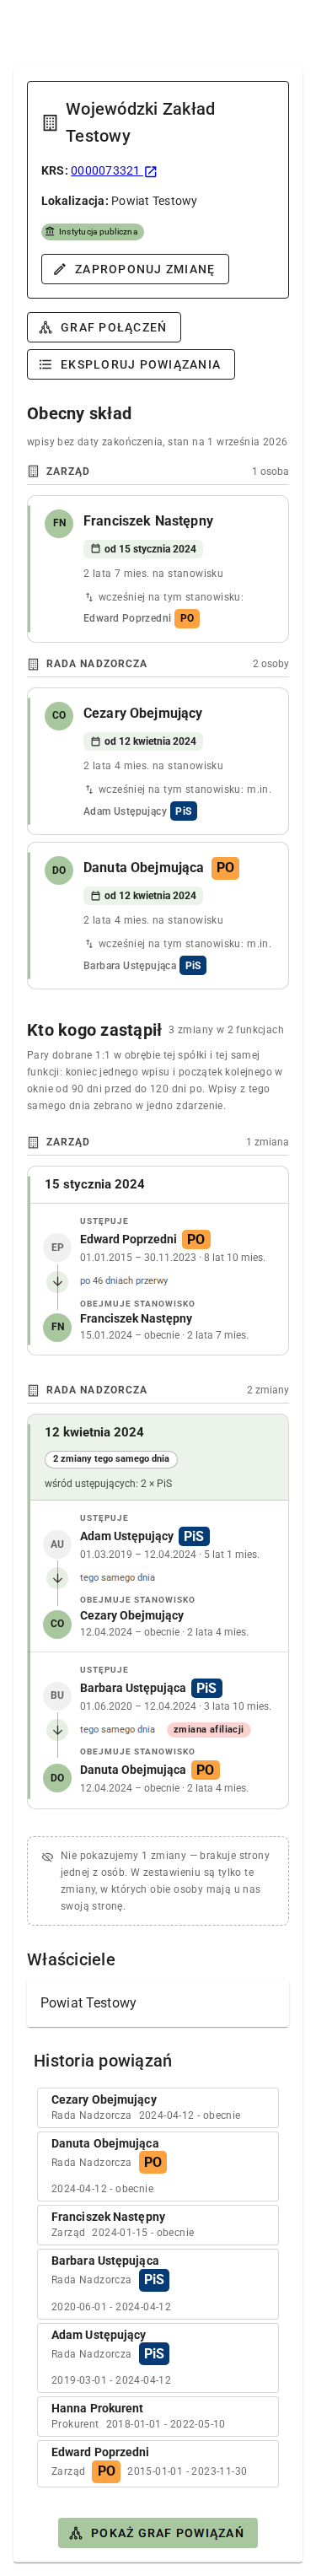 Wojewódzki Zakład
Testowy
KRS: 0000073321
Lokalizacja: Powiat Testowy
Instytucja publiczna
ZAPROPONUJ ZMIANĘ
GRAF POŁĄCZEŃ
EKSPLORUJ POWIĄZANIA
Obecny skład
wpisy bez daty zakończenia, stan na 1 września 2026
ZARZĄD 1 osoba
FN Franciszek Następny
od 15 stycznia 2024
2 lata 7 mies. na stanowisku
wcześniej na tym stanowisku:
Edward Poprzedni PO
RADA NADZORCZA 2 osoby
CO Cezary Obejmujący
od 12 kwietnia 2024
2 lata 4 mies. na stanowisku
wcześniej na tym stanowisku: m.in.
Adam Ustępujący PiS
DO Danuta Obejmująca PO
od 12 kwietnia 2024
2 lata 4 mies. na stanowisku
wcześniej na tym stanowisku: m.in.
Barbara Ustępująca PiS
Kto kogo zastąpił 3 zmiany w 2 funkcjach
Pary dobrane 1:1 w obrębie tej spółki i tej samej
funkcji: koniec jednego wpisu i początek kolejnego w
oknie od 90 dni przed do 120 dni po. Wpisy z tego
samego dnia zebrano w jedno zdarzenie.
ZARZĄD 1 zmiana
15 stycznia 2024
USTĘPUJE
EP Edward Poprzedni PO
01.01.2015 – 30.11.2023 · 8 lat 10 mies.
po 46 dniach przerwy
OBEJMUJE STANOWISKO
FN Franciszek Następny
15.01.2024 – obecnie · 2 lata 7 mies.
RADA NADZORCZA 2 zmiany
12 kwietnia 2024
2 zmiany tego samego dnia
wśród ustępujących: 2 × PiS
USTĘPUJE
AU Adam Ustępujący PiS
01.03.2019 – 12.04.2024 · 5 lat 1 mies.
tego samego dnia
OBEJMUJE STANOWISKO
CO Cezary Obejmujący
12.04.2024 – obecnie · 2 lata 4 mies.
USTĘPUJE
BU Barbara Ustępująca PiS
01.06.2020 – 12.04.2024 · 3 lata 10 mies.
tego samego dnia zmiana afiliacji
OBEJMUJE STANOWISKO
DO Danuta Obejmująca PO
12.04.2024 – obecnie · 2 lata 4 mies.
Nie pokazujemy 1 zmiany — brakuje strony
jednej z osób. W zestawieniu są tylko te
zmiany, w których obie osoby mają u nas
swoją stronę.
Właściciele
Powiat Testowy
Historia powiązań
Cezary Obejmujący
Rada Nadzorcza 2024-04-12 - obecnie
Danuta Obejmująca
Rada Nadzorcza PO
2024-04-12 - obecnie
Franciszek Następny
Zarząd 2024-01-15 - obecnie
Barbara Ustępująca
Rada Nadzorcza PiS
2020-06-01 - 2024-04-12
Adam Ustępujący
Rada Nadzorcza PiS
2019-03-01 - 2024-04-12
Hanna Prokurent
Prokurent 2018-01-01 - 2022-05-10
Edward Poprzedni
Zarząd PO 2015-01-01 - 2023-11-30
POKAŻ GRAF POWIĄZAŃ